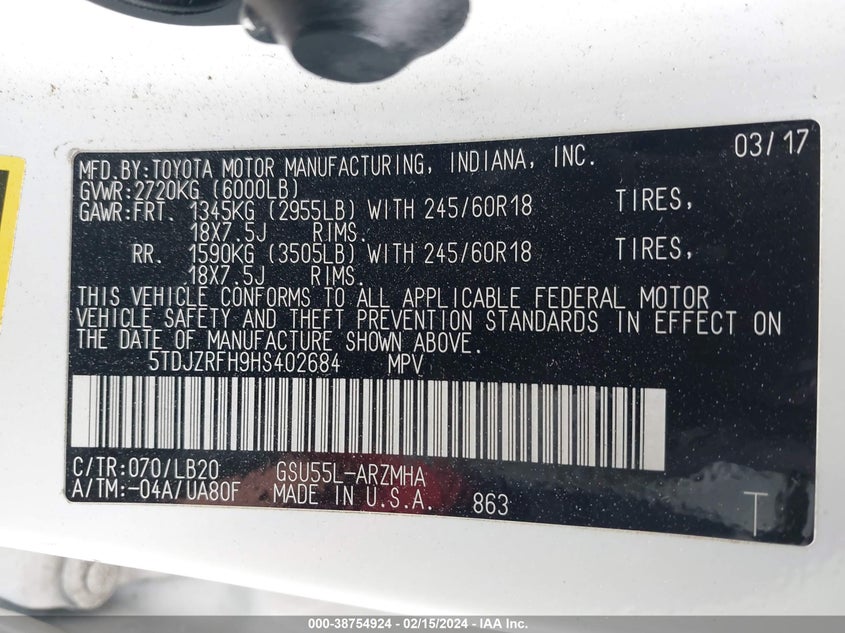 03/17
MFD.BY:TOYOTA MOTOR MANUFACTURING, INDIANA, INC.
GVWR:2720KG (6000LB)
GAWR:FRT. 1345KG (2955LB) WITH 245/60R18 TIRES,
18X7.5J RIMS.
RR. 1590KG (3505LB) WITH 245/60R18 TIRES,
18X7.5J RIMS.
THIS VEHICLE CONFORMS TO ALL APPLICABLE FEDERAL MOTOR
VEHICLE SAFETY AND THEFT PREVENTION STANDARDS IN EFFECT ON
THE DATE OF MANUFACTURE SHOWN ABOVE.
5TDJZRFH9HS402684 MPV
C/TR:070/LB20 GSU55L-ARZMHA
A/TM:-04A/UA80F MADE IN U.S.A. 863
T
000-38754924 - 02/15/2024 - IAA Inc.